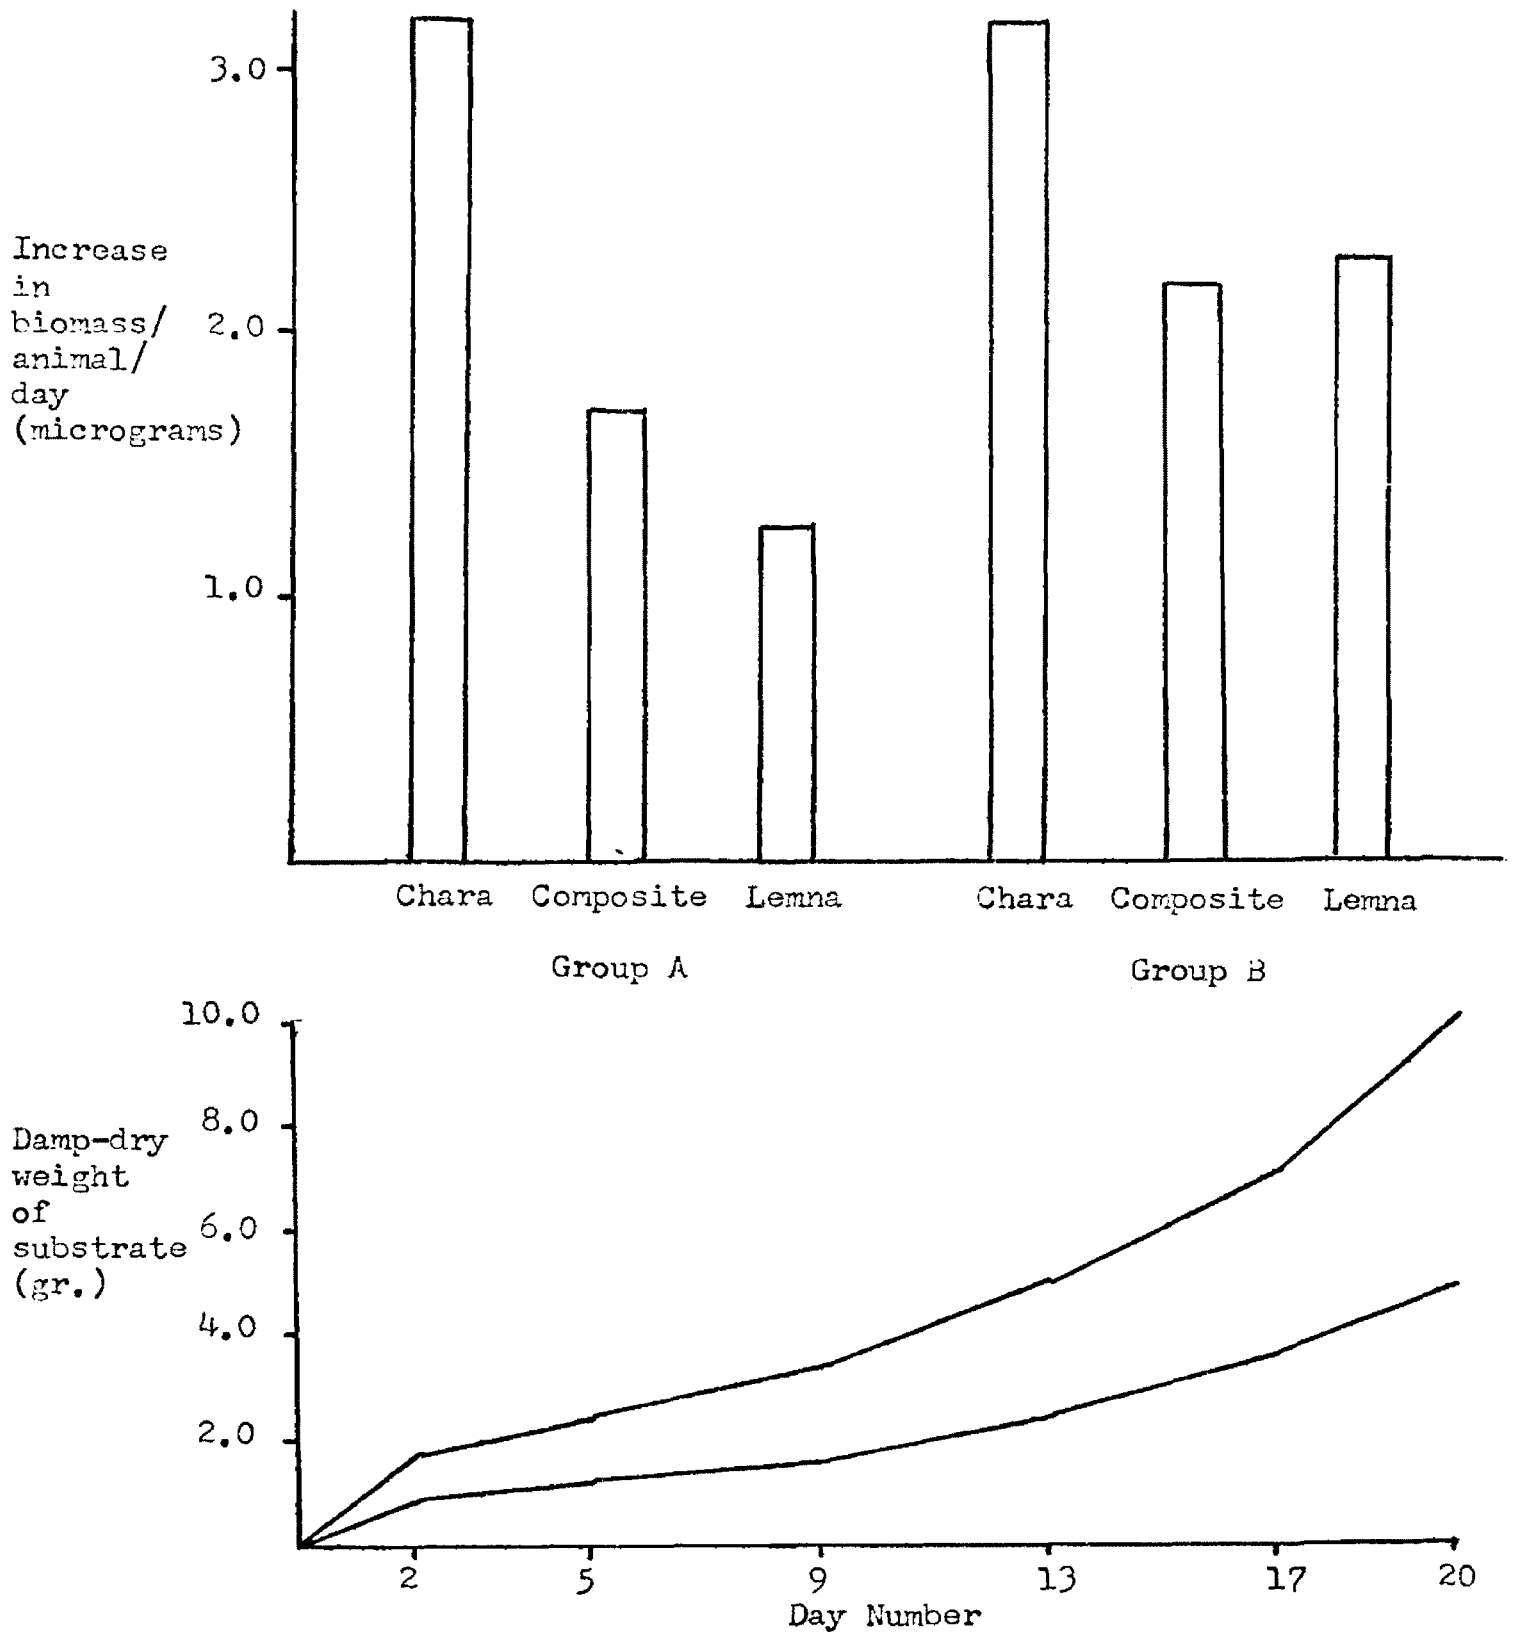 3.0
Increase
in
biomass/
2.0
animal/
day
(micrograms)
1.0
Chara Composite Lemna Chara Composite Lemna
Group A Group B
10.0
8.0
Damp-dry
weight
of
6.0
substrate
(gr.)
4.0
2.0
2 5 9 13 17 20
Day Number